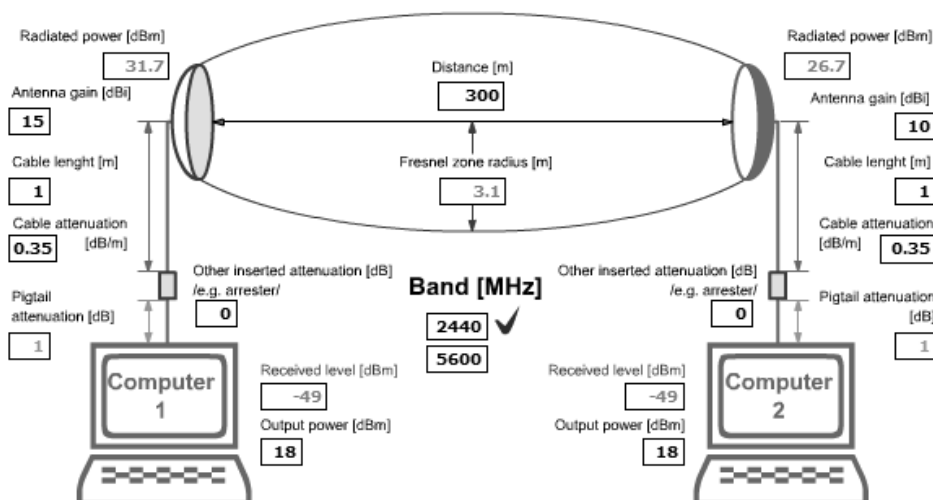 Radiated power [dBm]
31.7
Antenna gain [dBi]
15
Cable lenght [m]
1
Cable attenuation
0.35 [dB/m]
Pigtail
attenuation [dB]
1
Other inserted attenuation [dB]
/e.g. arrester/
0
Computer
1
Received level [dBm]
-49
Output power [dBm]
18
Distance [m]
300
Fresnel zone radius [m]
3.1
Band [MHz]
2440
5600
Radiated power [dBm]
26.7
Antenna gain [dBi]
10
Cable lenght [m]
1
Cable attenuation
[dB/m] 0.35
Other inserted attenuation [dB]
/e.g. arrester/
0
Pigtail attenuation
[dB]
1
Received level [dBm]
-49
Output power [dBm]
18
Computer
2